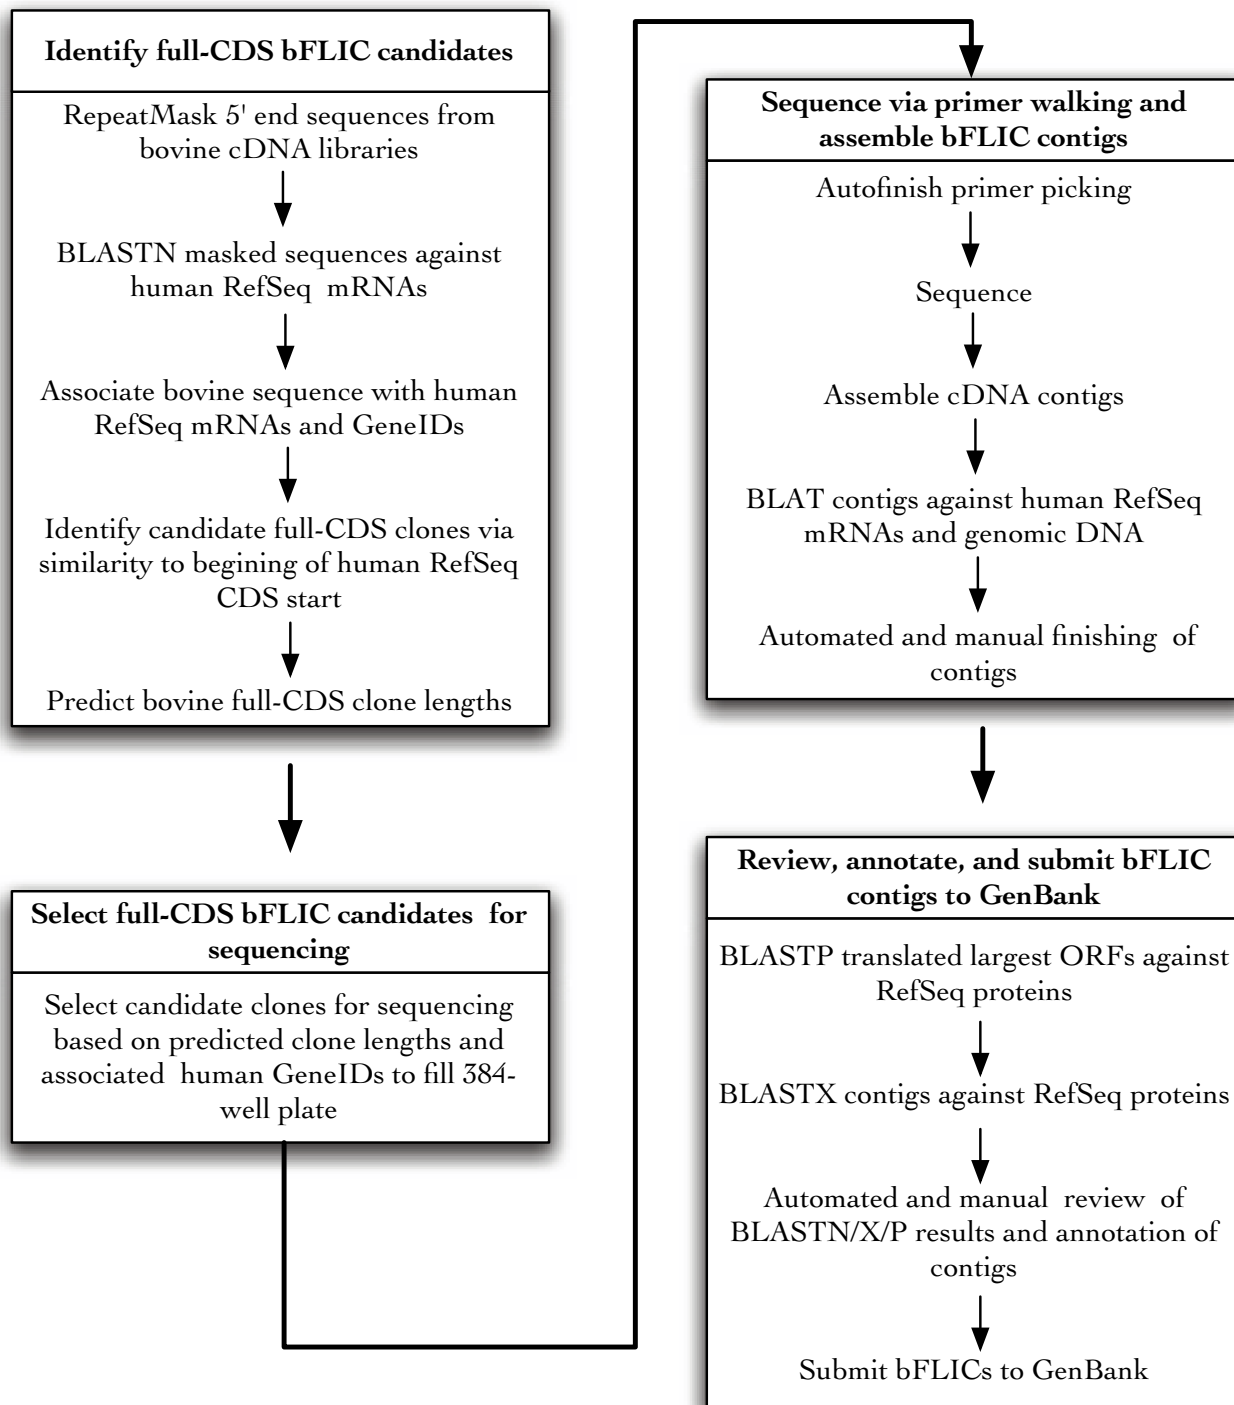 Identify full-CDS bFLIC candidates
RepeatMask 5' end sequences from
bovine cDNA libraries
BLASTN masked sequences against
human RefSeq mRNAs
Associate bovine sequence with human
RefSeq mRNAs and GeneIDs
Identify candidate full-CDS clones via
similarity to begining of human RefSeq
CDS start
Predict bovine full-CDS clone lengths
Select full-CDS bFLIC candidates for
sequencing
Select candidate clones for sequencing
based on predicted clone lengths and
associated human GeneIDs to fill 384-
well plate
Sequence via primer walking and
assemble bFLIC contigs
Autofinish primer picking
Sequence
Assemble cDNA contigs
BLAT contigs against human RefSeq
mRNAs and genomic DNA
Automated and manual finishing of
contigs
Review, annotate, and submit bFLIC
contigs to GenBank
BLASTP translated largest ORFs against
RefSeq proteins
BLASTX contigs against RefSeq proteins
Automated and manual review of
BLASTN/X/P results and annotation of
contigs
Submit bFLICs to GenBank